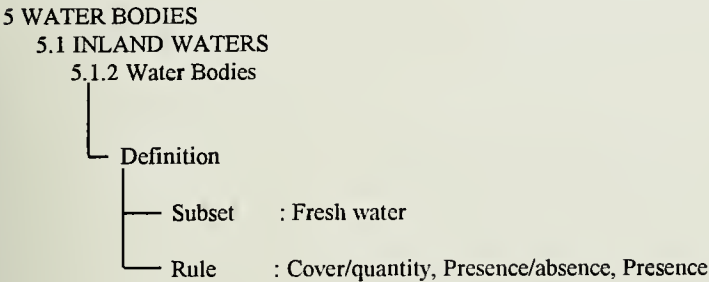 5 WATER BODIES
5.1 INLAND WATERS
5.1.2 Water Bodies
Definition
Subset : Fresh water
Rule : Cover/quantity, Presence/absence, Presence